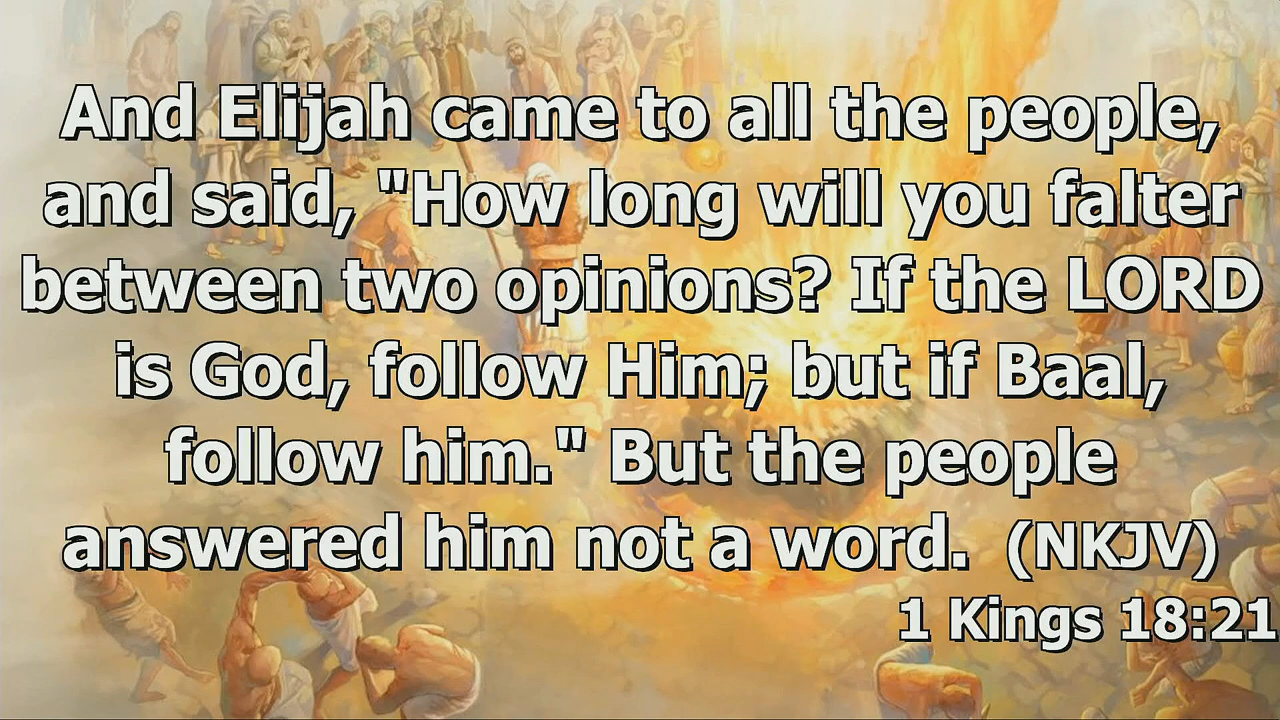 And Elijah came to all the people,
and said, "How long will you falter
between two opinions? If the LORD
is God, follow Him; but if Baal,
follow him." But the people
answered him not a word. (NKJV)
1 Kings 18:21